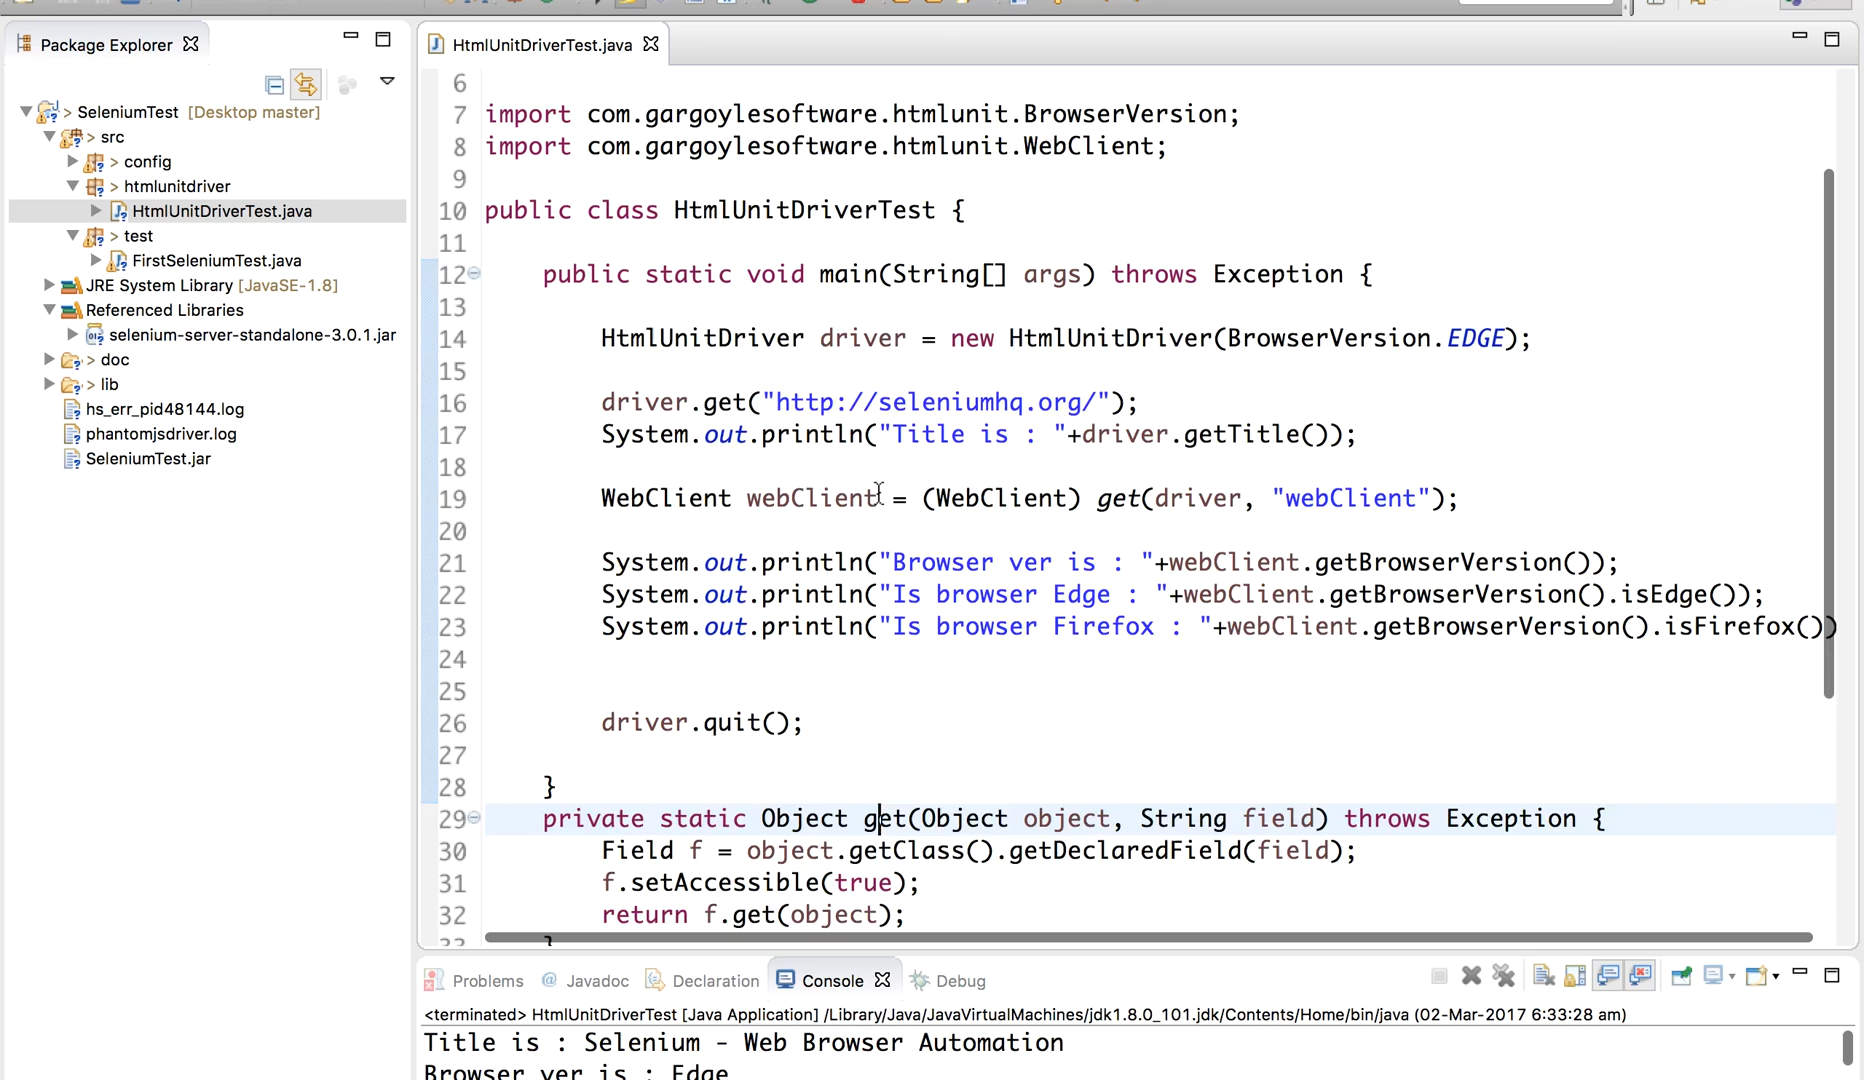 Package Explorer
SeleniumTest [Desktop master]
src
config
htmlunitdriver
HtmlUnitDriverTest.java
test
FirstSeleniumTest.java
JRE System Library [JavaSE-1.8]
Referenced Libraries
selenium-server-standalone-3.0.1.jar
doc
lib
hs_err_pid48144.log
phantomjsdriver.log
SeleniumTest.jar
HtmlUnitDriverTest.java
6
7 import com.gargoylesoftware.htmlunit.BrowserVersion;
8 import com.gargoylesoftware.htmlunit.WebClient;
9
10 public class HtmlUnitDriverTest {
11
12 public static void main(String[] args) throws Exception {
13
14 HtmlUnitDriver driver = new HtmlUnitDriver(BrowserVersion.EDGE);
15
16 driver.get("http://seleniumhq.org/");
17 System.out.println("Title is : "+driver.getTitle());
18
19 WebClient webClient = (WebClient) get(driver, "webClient");
20
21 System.out.println("Browser ver is : "+webClient.getBrowserVersion());
22 System.out.println("Is browser Edge : "+webClient.getBrowserVersion().isEdge());
23 System.out.println("Is browser Firefox : "+webClient.getBrowserVersion().isFirefox())
24
25
26 driver.quit();
27
28 }
29 private static Object get(Object object, String field) throws Exception {
30 Field f = object.getClass().getDeclaredField(field);
31 f.setAccessible(true);
32 return f.get(object);
33 }
Problems
Javadoc
Declaration
Console
Debug
<terminated> HtmlUnitDriverTest [Java Application] /Library/Java/JavaVirtualMachines/jdk1.8.0_101.jdk/Contents/Home/bin/java (02-Mar-2017 6:33:28 am)
Title is : Selenium - Web Browser Automation
Browser ver is : Edge